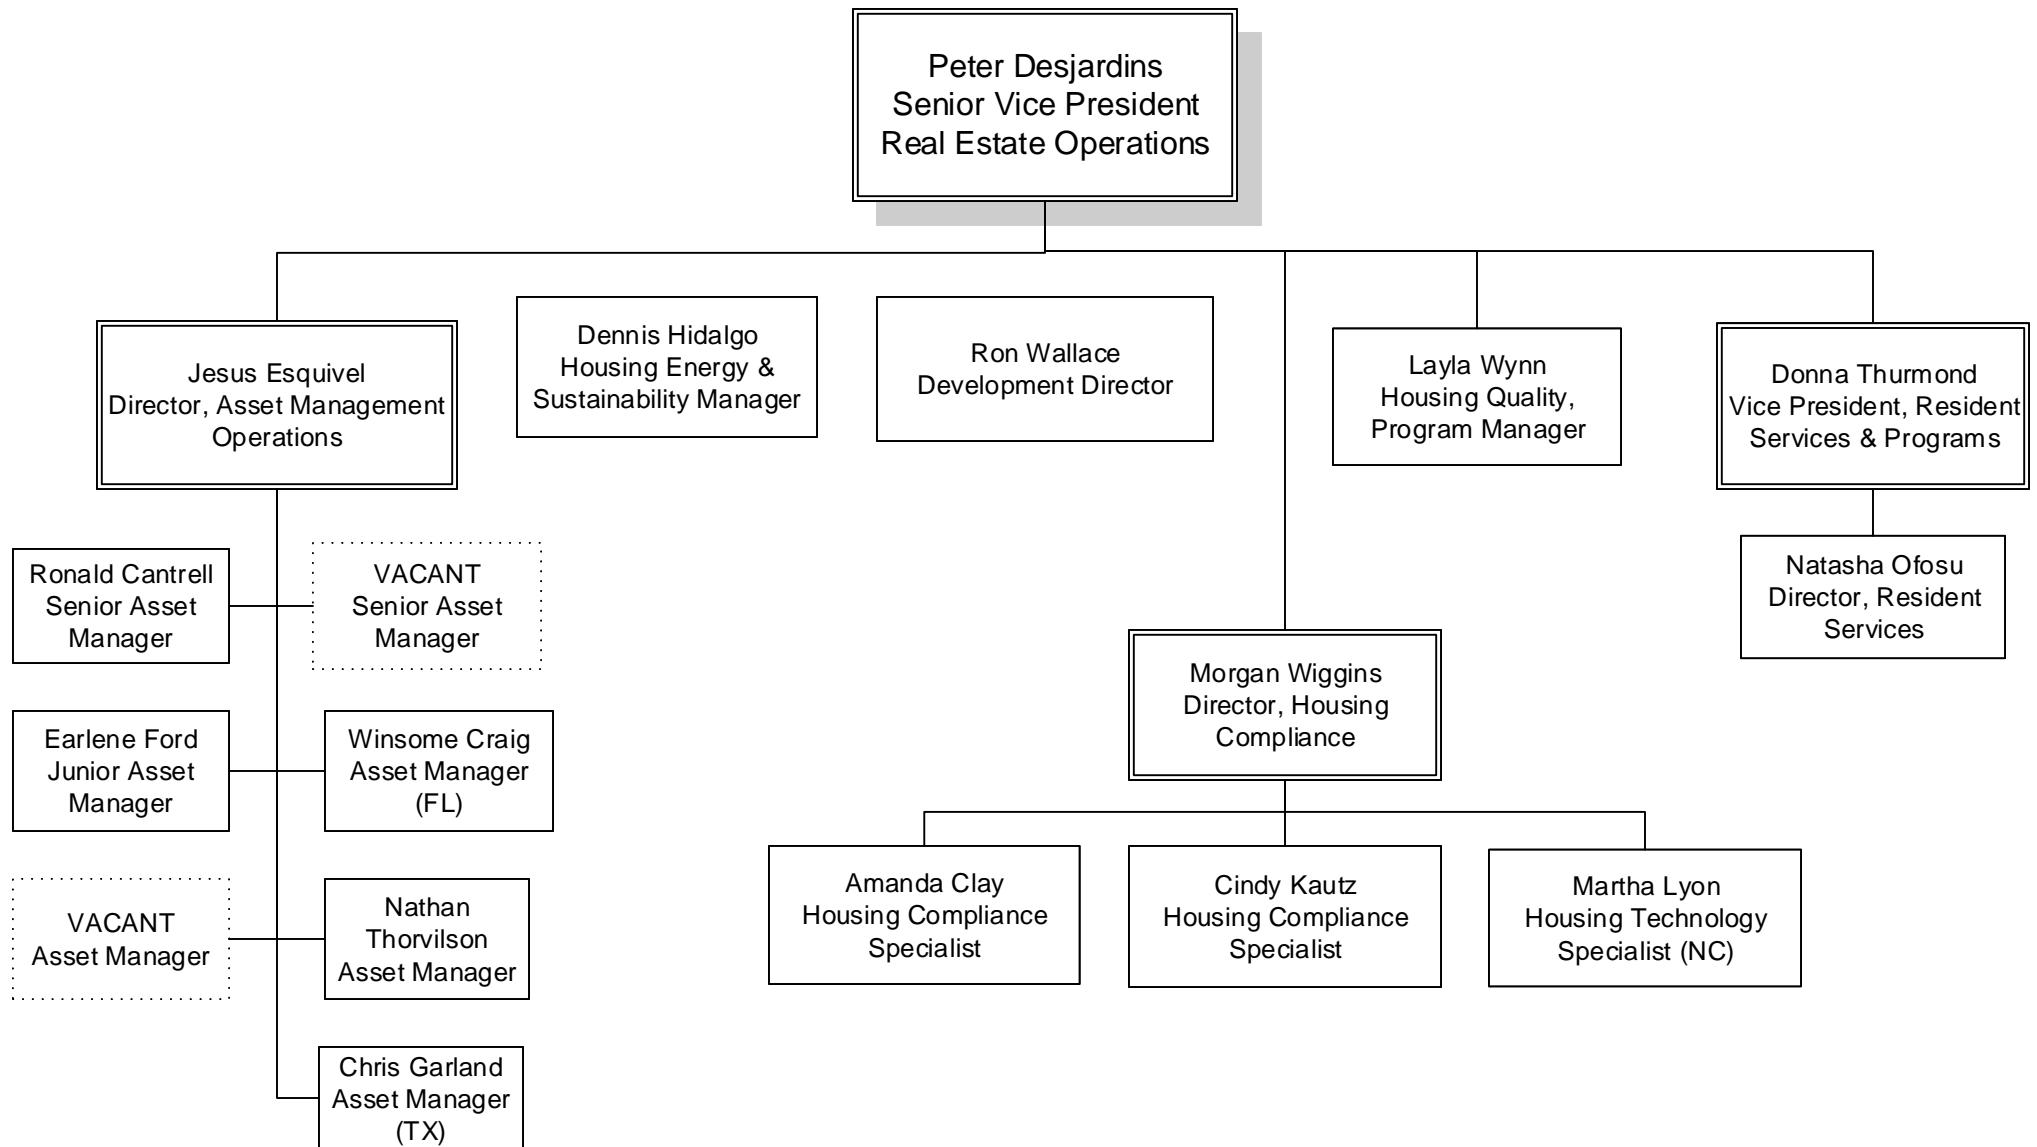 Peter Desjardins
Senior Vice President
Real Estate Operations
Jesus Esquivel
Director, Asset Management
Operations
Dennis Hidalgo
Housing Energy &
Sustainability Manager
Ron Wallace
Development Director
Layla Wynn
Housing Quality,
Program Manager
Donna Thurmond
Vice President, Resident
Services & Programs
Ronald Cantrell
Senior Asset
Manager
VACANT
Senior Asset
Manager
Natasha Ofosu
Director, Resident
Services
Morgan Wiggins
Director, Housing
Compliance
Earlene Ford
Junior Asset
Manager
Winsome Craig
Asset Manager
(FL)
VACANT
Asset Manager
Nathan
Thorvilson
Asset Manager
Amanda Clay
Housing Compliance
Specialist
Cindy Kautz
Housing Compliance
Specialist
Martha Lyon
Housing Technology
Specialist (NC)
Chris Garland
Asset Manager
(TX)